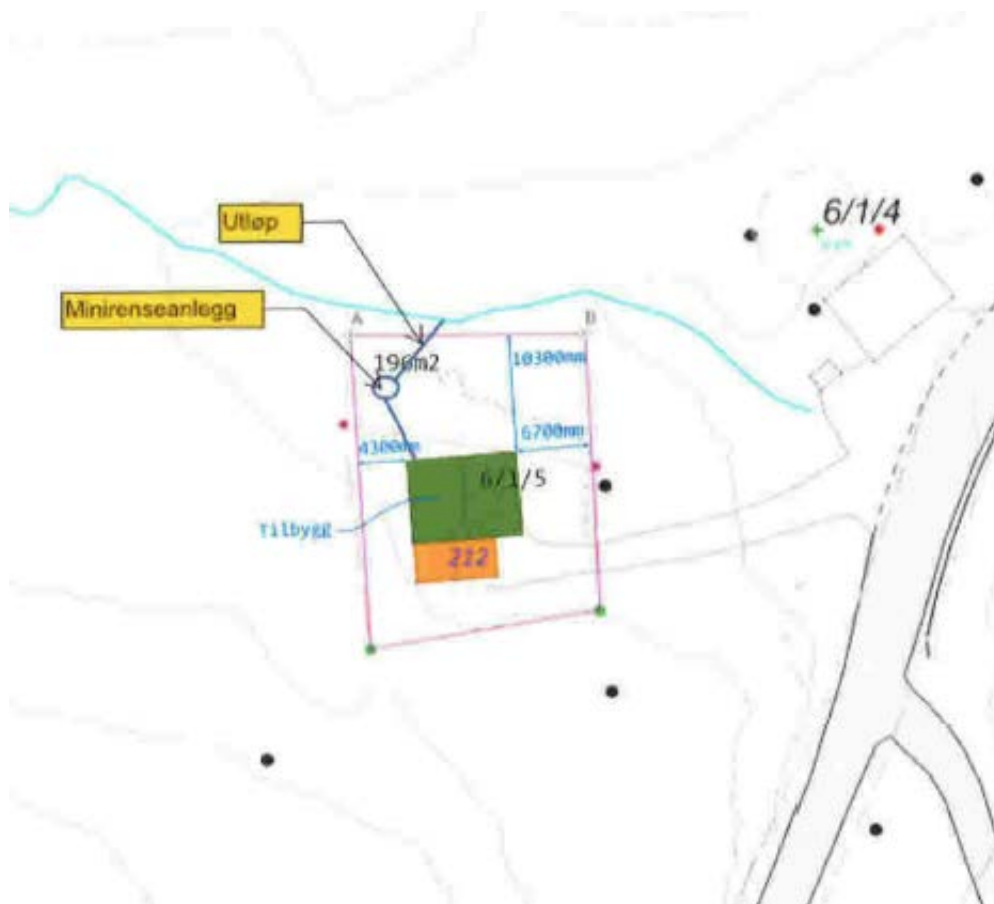 6/1/4
Utløp
Minirenseanlegg
A
B
196m2
10300mm
6700mm
4300mm
6/1/5
Tilbygg
212